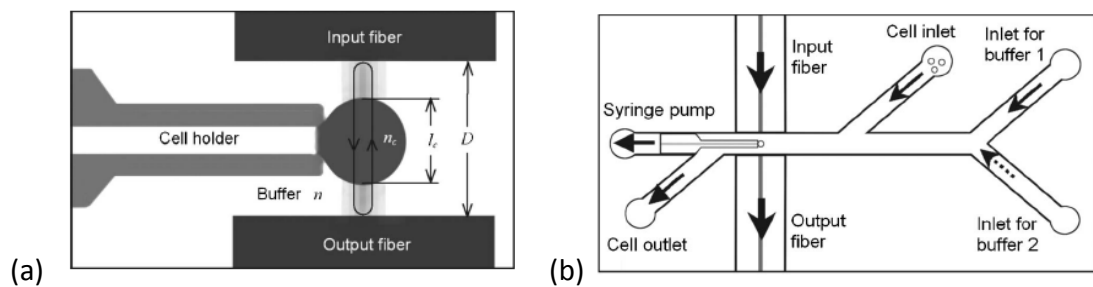 Input fiber
Cell holder
n_c
l_c
D
Buffer n
Output fiber
(a)
Input
fiber
Cell inlet
Inlet for
buffer 1
Syringe pump
Output
fiber
Cell outlet
Inlet for
buffer 2
(b)